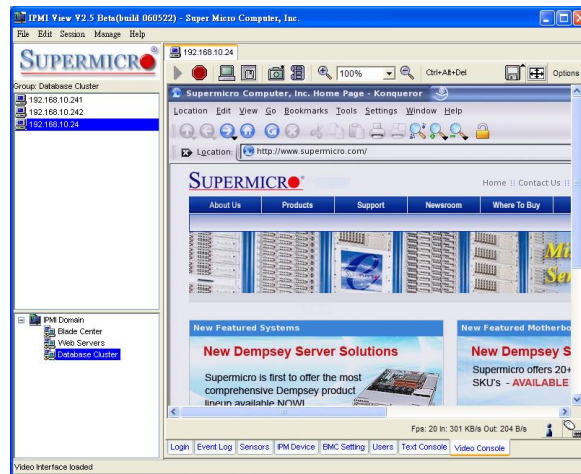 IPMI View V2.5 Beta(build 060522) - Super Micro Computer, Inc.
File Edit Session Manage Help
SUPERMICRO®
Group: Database Cluster
192.168.10.241
192.168.10.242
192.168.10.24
IPMI Domain
Blade Center
Web Servers
Database Cluster
192.168.10.24
100% Ctrl+Alt+Del Options
Supermicro Computer, Inc. Home Page - Konqueror
Location Edit View Go Bookmarks Tools Settings Window Help
Location: http://www.supermicro.com/
SUPERMICRO®
Home :: Contact Us
About Us Products Support Newsroom Where To Buy
New Featured Systems
New Dempsey Server Solutions
Supermicro is first to offer the most
comprehensive Dempsey product
lineup available NOW!
New Featured Motherbo
New Dempsey S
Supermicro offers 20+
SKU's - AVAILABLE
Fps: 20 In: 301 KB/s Out: 204 B/s
Login Event Log Sensors IPM Device BMC Setting Users Text Console Video Console
Video Interface loaded